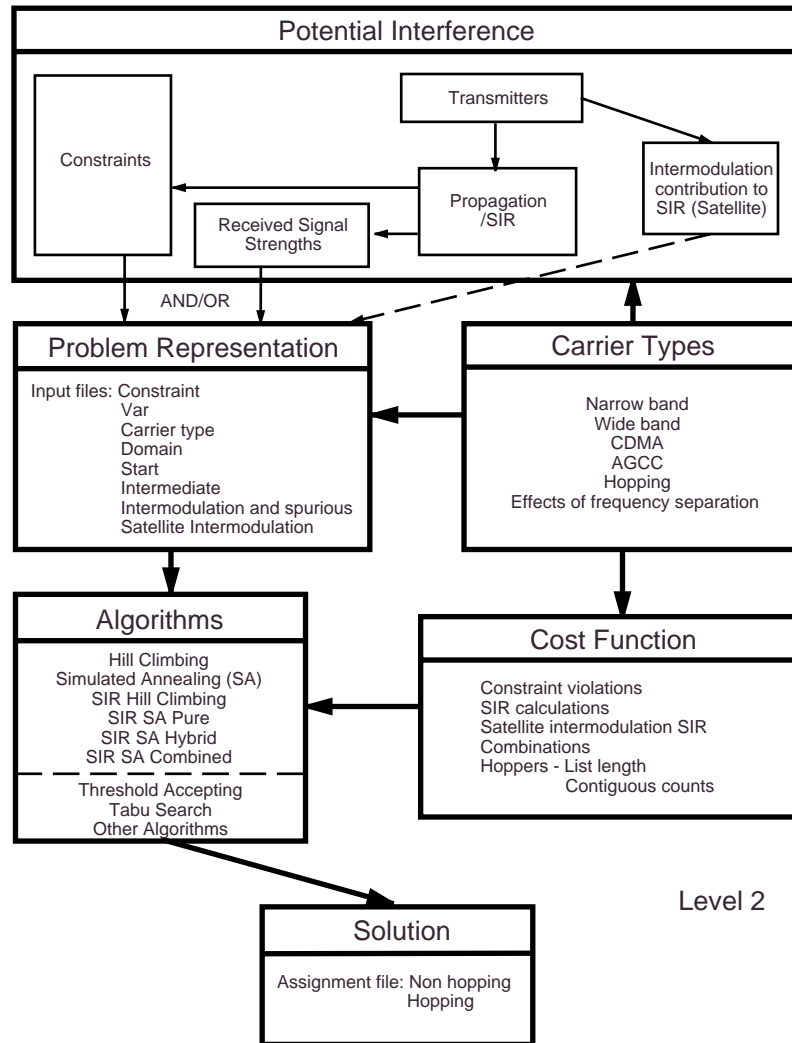 Potential Interference
Transmitters
Constraints
Intermodulation
contribution to
SIR (Satellite)
Propagation
/SIR
Received Signal
Strengths
AND/OR
Problem Representation
Input files: Constraint
Var
Carrier type
Domain
Start
Intermediate
Intermodulation and spurious
Satellite Intermodulation
Carrier Types
Narrow band
Wide band
CDMA
AGCC
Hopping
Effects of frequency separation
Algorithms
Hill Climbing
Simulated Annealing (SA)
SIR Hill Climbing
SIR SA Pure
SIR SA Hybrid
SIR SA Combined
Threshold Accepting
Tabu Search
Other Algorithms
Cost Function
Constraint violations
SIR calculations
Satellite intermodulation SIR
Combinations
Hoppers - List length
Contiguous counts
Level 2
Solution
Assignment file: Non hopping
Hopping